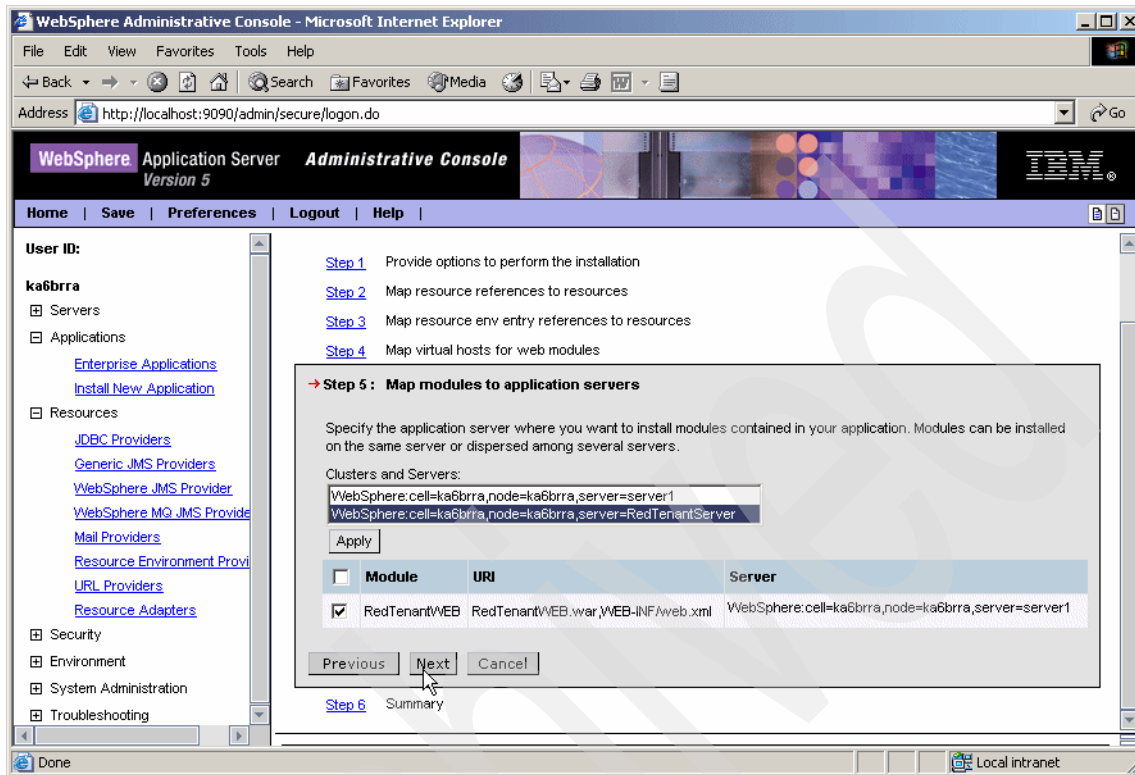 WebSphere Administrative Console - Microsoft Internet Explorer
File Edit View Favorites Tools Help
Back Search Favorites Media
Address http://localhost:9090/admin/secure/logon.do Go
WebSphere Application Server Administrative Console
Version 5
IBM®
Home | Save | Preferences | Logout | Help |
User ID:
ka6brra
Servers
Applications
Enterprise Applications
Install New Application
Resources
JDBC Providers
Generic JMS Providers
WebSphere JMS Provider
WebSphere MQ JMS Provide
Mail Providers
Resource Environment Provi
URL Providers
Resource Adapters
Security
Environment
System Administration
Troubleshooting
Step 1 Provide options to perform the installation
Step 2 Map resource references to resources
Step 3 Map resource env entry references to resources
Step 4 Map virtual hosts for web modules
Step 5 : Map modules to application servers
Specify the application server where you want to install modules contained in your application. Modules can be installed
on the same server or dispersed among several servers.
Clusters and Servers:
WebSphere:cell=ka6brra,node=ka6brra,server=server1
WebSphere:cell=ka6brra,node=ka6brra,server=RedTenantServer
Apply
Module URI Server
RedTenantWEB RedTenantWEB.war,WEB-INF/web.xml WebSphere:cell=ka6brra,node=ka6brra,server=server1
Previous Next Cancel
Step 6 Summary
Done Local intranet